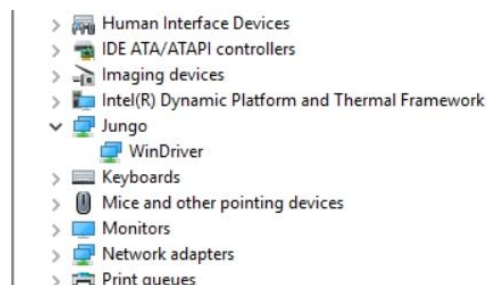 Human Interface Devices
IDE ATA/ATAPI controllers
Imaging devices
Intel(R) Dynamic Platform and Thermal Framework
Jungo
WinDriver
Keyboards
Mice and other pointing devices
Monitors
Network adapters
Print queues